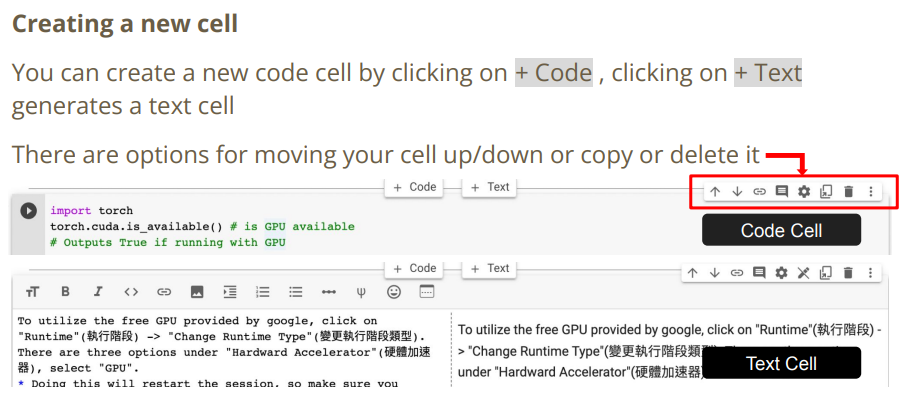 Creating a new cell
You can create a new code cell by clicking on + Code , clicking on + Text
generates a text cell
There are options for moving your cell up/down or copy or delete it
+ Code + Text
import torch
torch.cuda.is_available() # is GPU available
# Outputs True if running with GPU
Code Cell
+ Code + Text
To utilize the free GPU provided by google, click on
"Runtime"(執行階段) -> "Change Runtime Type"(變更執行階段類型).
There are three options under "Hardward Accelerator"(硬體加速
器), select "GPU".
* Doing this will restart the session, so make sure you
To utilize the free GPU provided by google, click on "Runtime"(執行階段) -
> "Change Runtime Type"(變更執行階段類型
under "Hardward Accelerator"(硬體加速器)
Text Cell